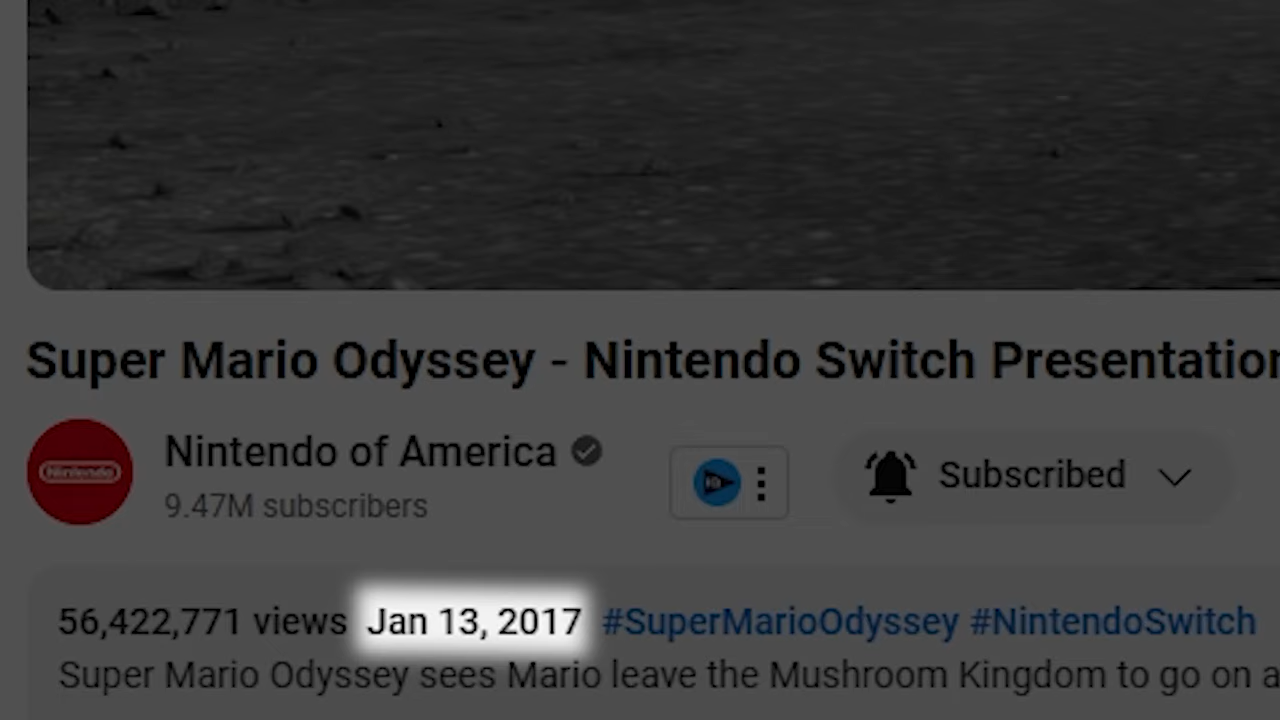 Super Mario Odyssey - Nintendo Switch Presentation
Nintendo of America
Nintendo
9.47M subscribers
Subscribed
56,422,771 views Jan 13, 2017 #SuperMarioOdyssey #NintendoSwitch
Super Mario Odyssey sees Mario leave the Mushroom Kingdom to go on a